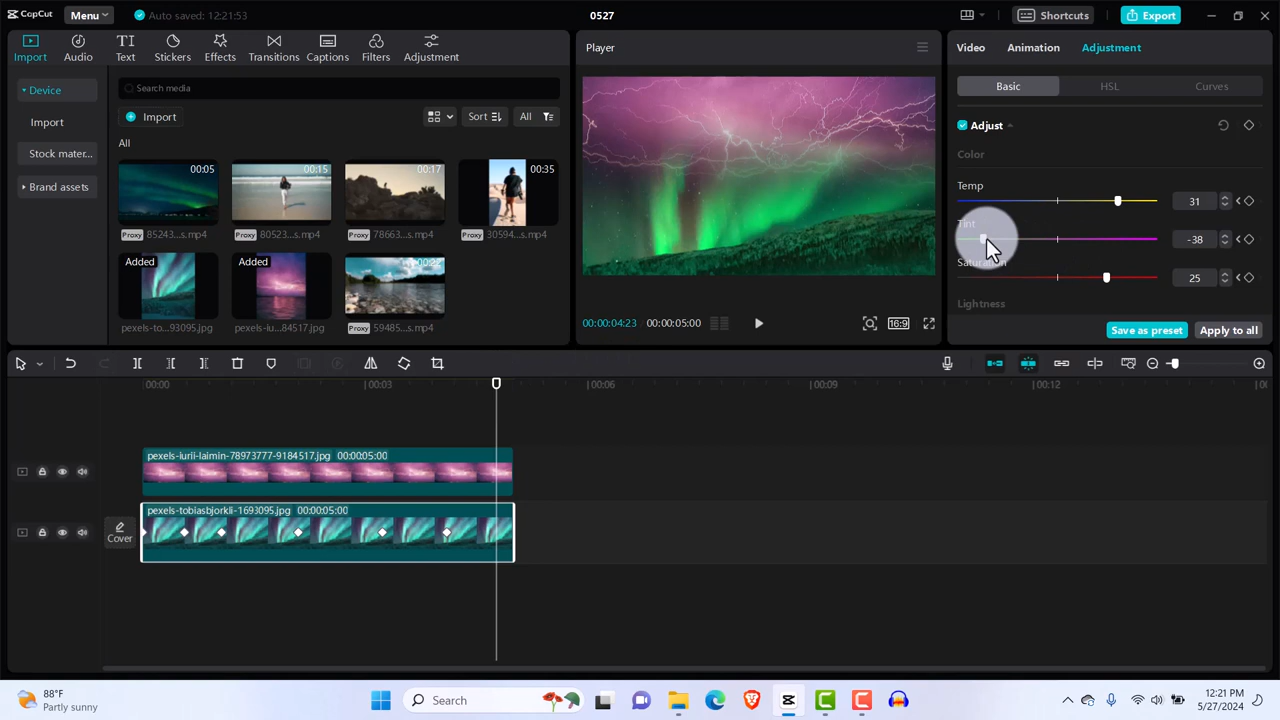 CapCut
Menu
Auto saved: 12:21:53
0527
Shortcuts
Export
Import
Audio
Text
Stickers
Effects
Transitions
Captions
Filters
Adjustment
Device
Import
Stock mater...
Brand assets
Search media
Import
Sort
All
All
00:05
00:15
00:17
00:35
Proxy 85243...s.mp4
Proxy 80523...s.mp4
Proxy 78663...s.mp4
Proxy 30594...s.mp4
Added
Added
00:22
pexels-to...93095.jpg
pexels-iu...84517.jpg
Proxy 59485...s.mp4
Player
00:00:04:23
00:00:05:00
16:9
Video
Animation
Adjustment
Basic
HSL
Curves
Adjust
Color
Temp
31
Tint
-38
Saturation
25
Lightness
Save as preset
Apply to all
00:00
00:03
00:06
00:09
00:12
pexels-iurii-laimin-78973777-9184517.jpg 00:00:05:00
Cover
pexels-tobiasbjorkli-1693095.jpg 00:00:05:00
88°F
Partly sunny
Search
12:21 PM
5/27/2024